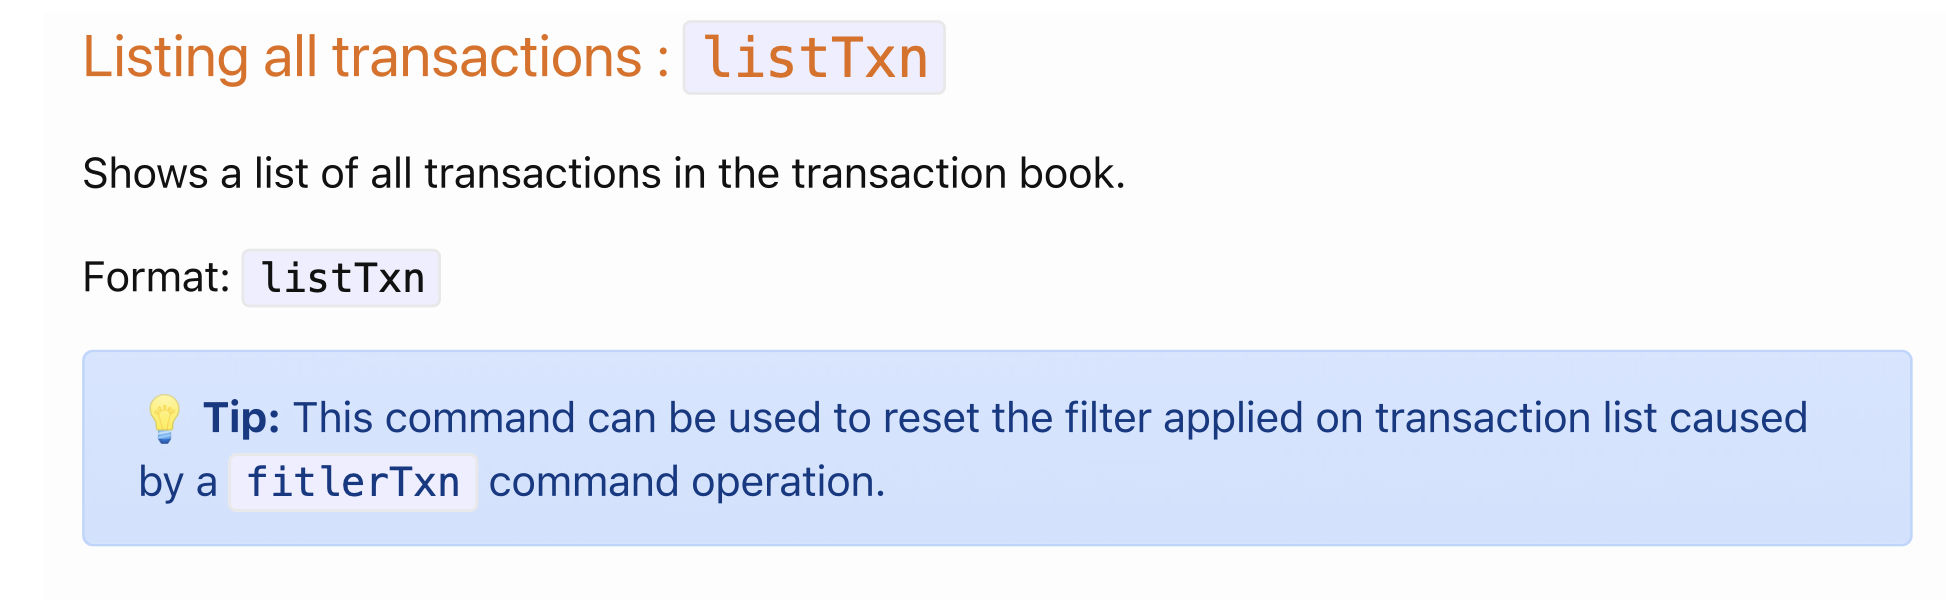 Listing all transactions : listTxn
Shows a list of all transactions in the transaction book.
Format: listTxn
💡 Tip: This command can be used to reset the filter applied on transaction list caused
by a fitlerTxn command operation.